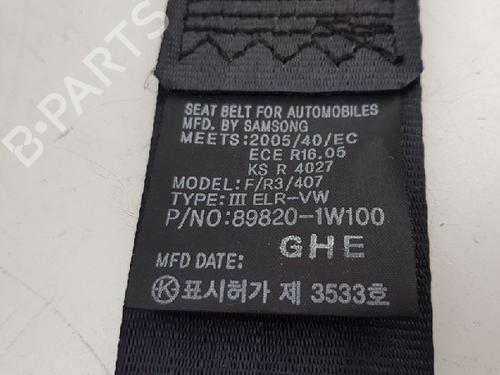 B-PARTS
SEAT BELT FOR AUTOMOBILES
MFD. BY SAMSONG
MEETS:2005/40/EC
ECE R16.05
KS R 4027
MODEL: F/R3/407
TYPE: III ELR-VW
P/NO:89820-1W100
GHE
MFD DATE:
K 표시허가 제 3533호